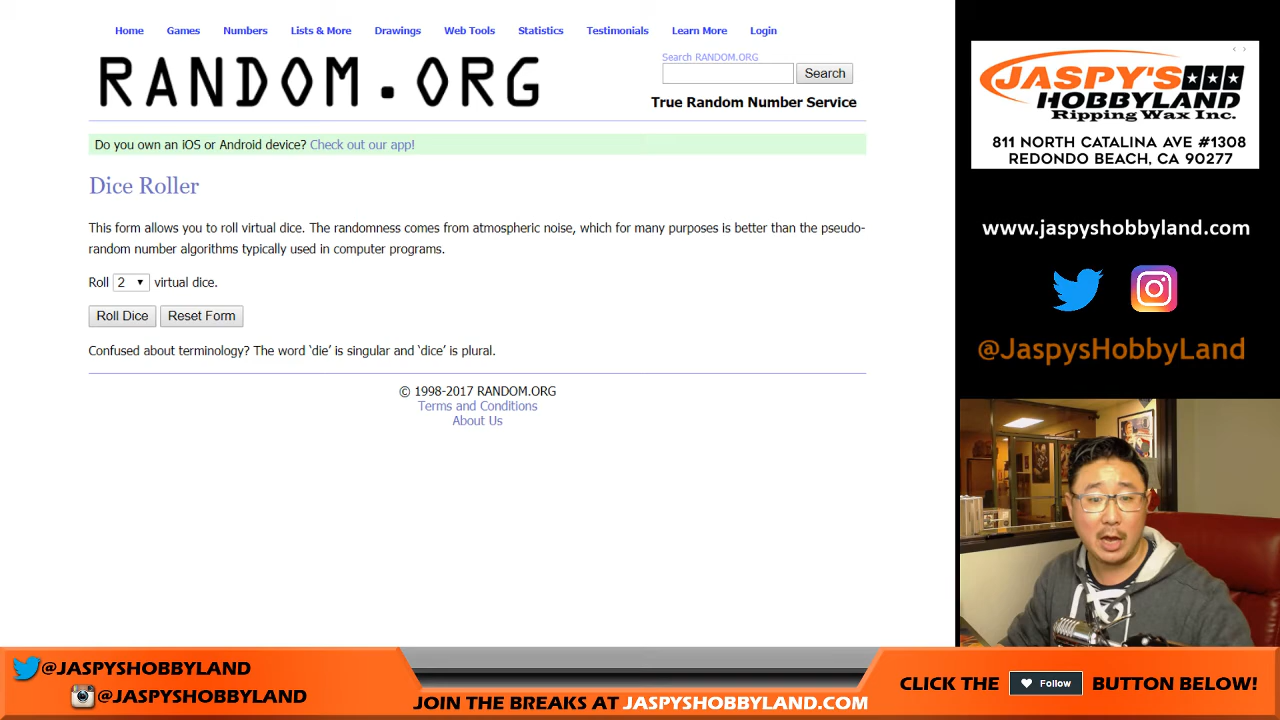 Home Games Numbers Lists & More Drawings Web Tools Statistics Testimonials Learn More Login
RANDOM.ORG
Search RANDOM.ORG
Search
True Random Number Service
Do you own an iOS or Android device? Check out our app!
Dice Roller
This form allows you to roll virtual dice. The randomness comes from atmospheric noise, which for many purposes is better than the pseudo-
random number algorithms typically used in computer programs.
Roll 2 virtual dice.
Roll Dice Reset Form
Confused about terminology? The word ‘die’ is singular and ‘dice’ is plural.
© 1998-2017 RANDOM.ORG
Terms and Conditions
About Us
JASPY'S
HOBBYLAND
Ripping Wax Inc.
811 NORTH CATALINA AVE #1308
REDONDO BEACH, CA 90277
www.jaspyshobbyland.com
@JaspysHobbyLand
@JASPYSHOBBYLAND
@JASPYSHOBBYLAND
JOIN THE BREAKS AT JASPYSHOBBYLAND.COM
CLICK THE Follow BUTTON BELOW!